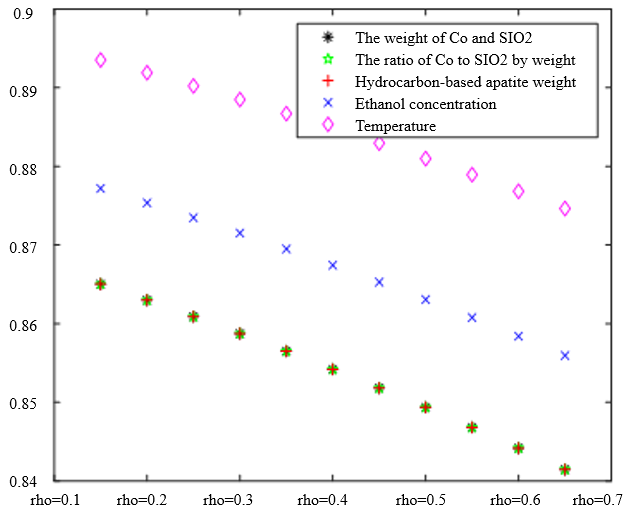 0.9
The weight of Co and SIO2
The ratio of Co to SIO2 by weight
Hydrocarbon-based apatite weight
Ethanol concentration
Temperature
0.89
0.88
0.87
0.86
0.85
0.84
rho=0.1 rho=0.2 rho=0.3 rho=0.4 rho=0.5 rho=0.6 rho=0.7